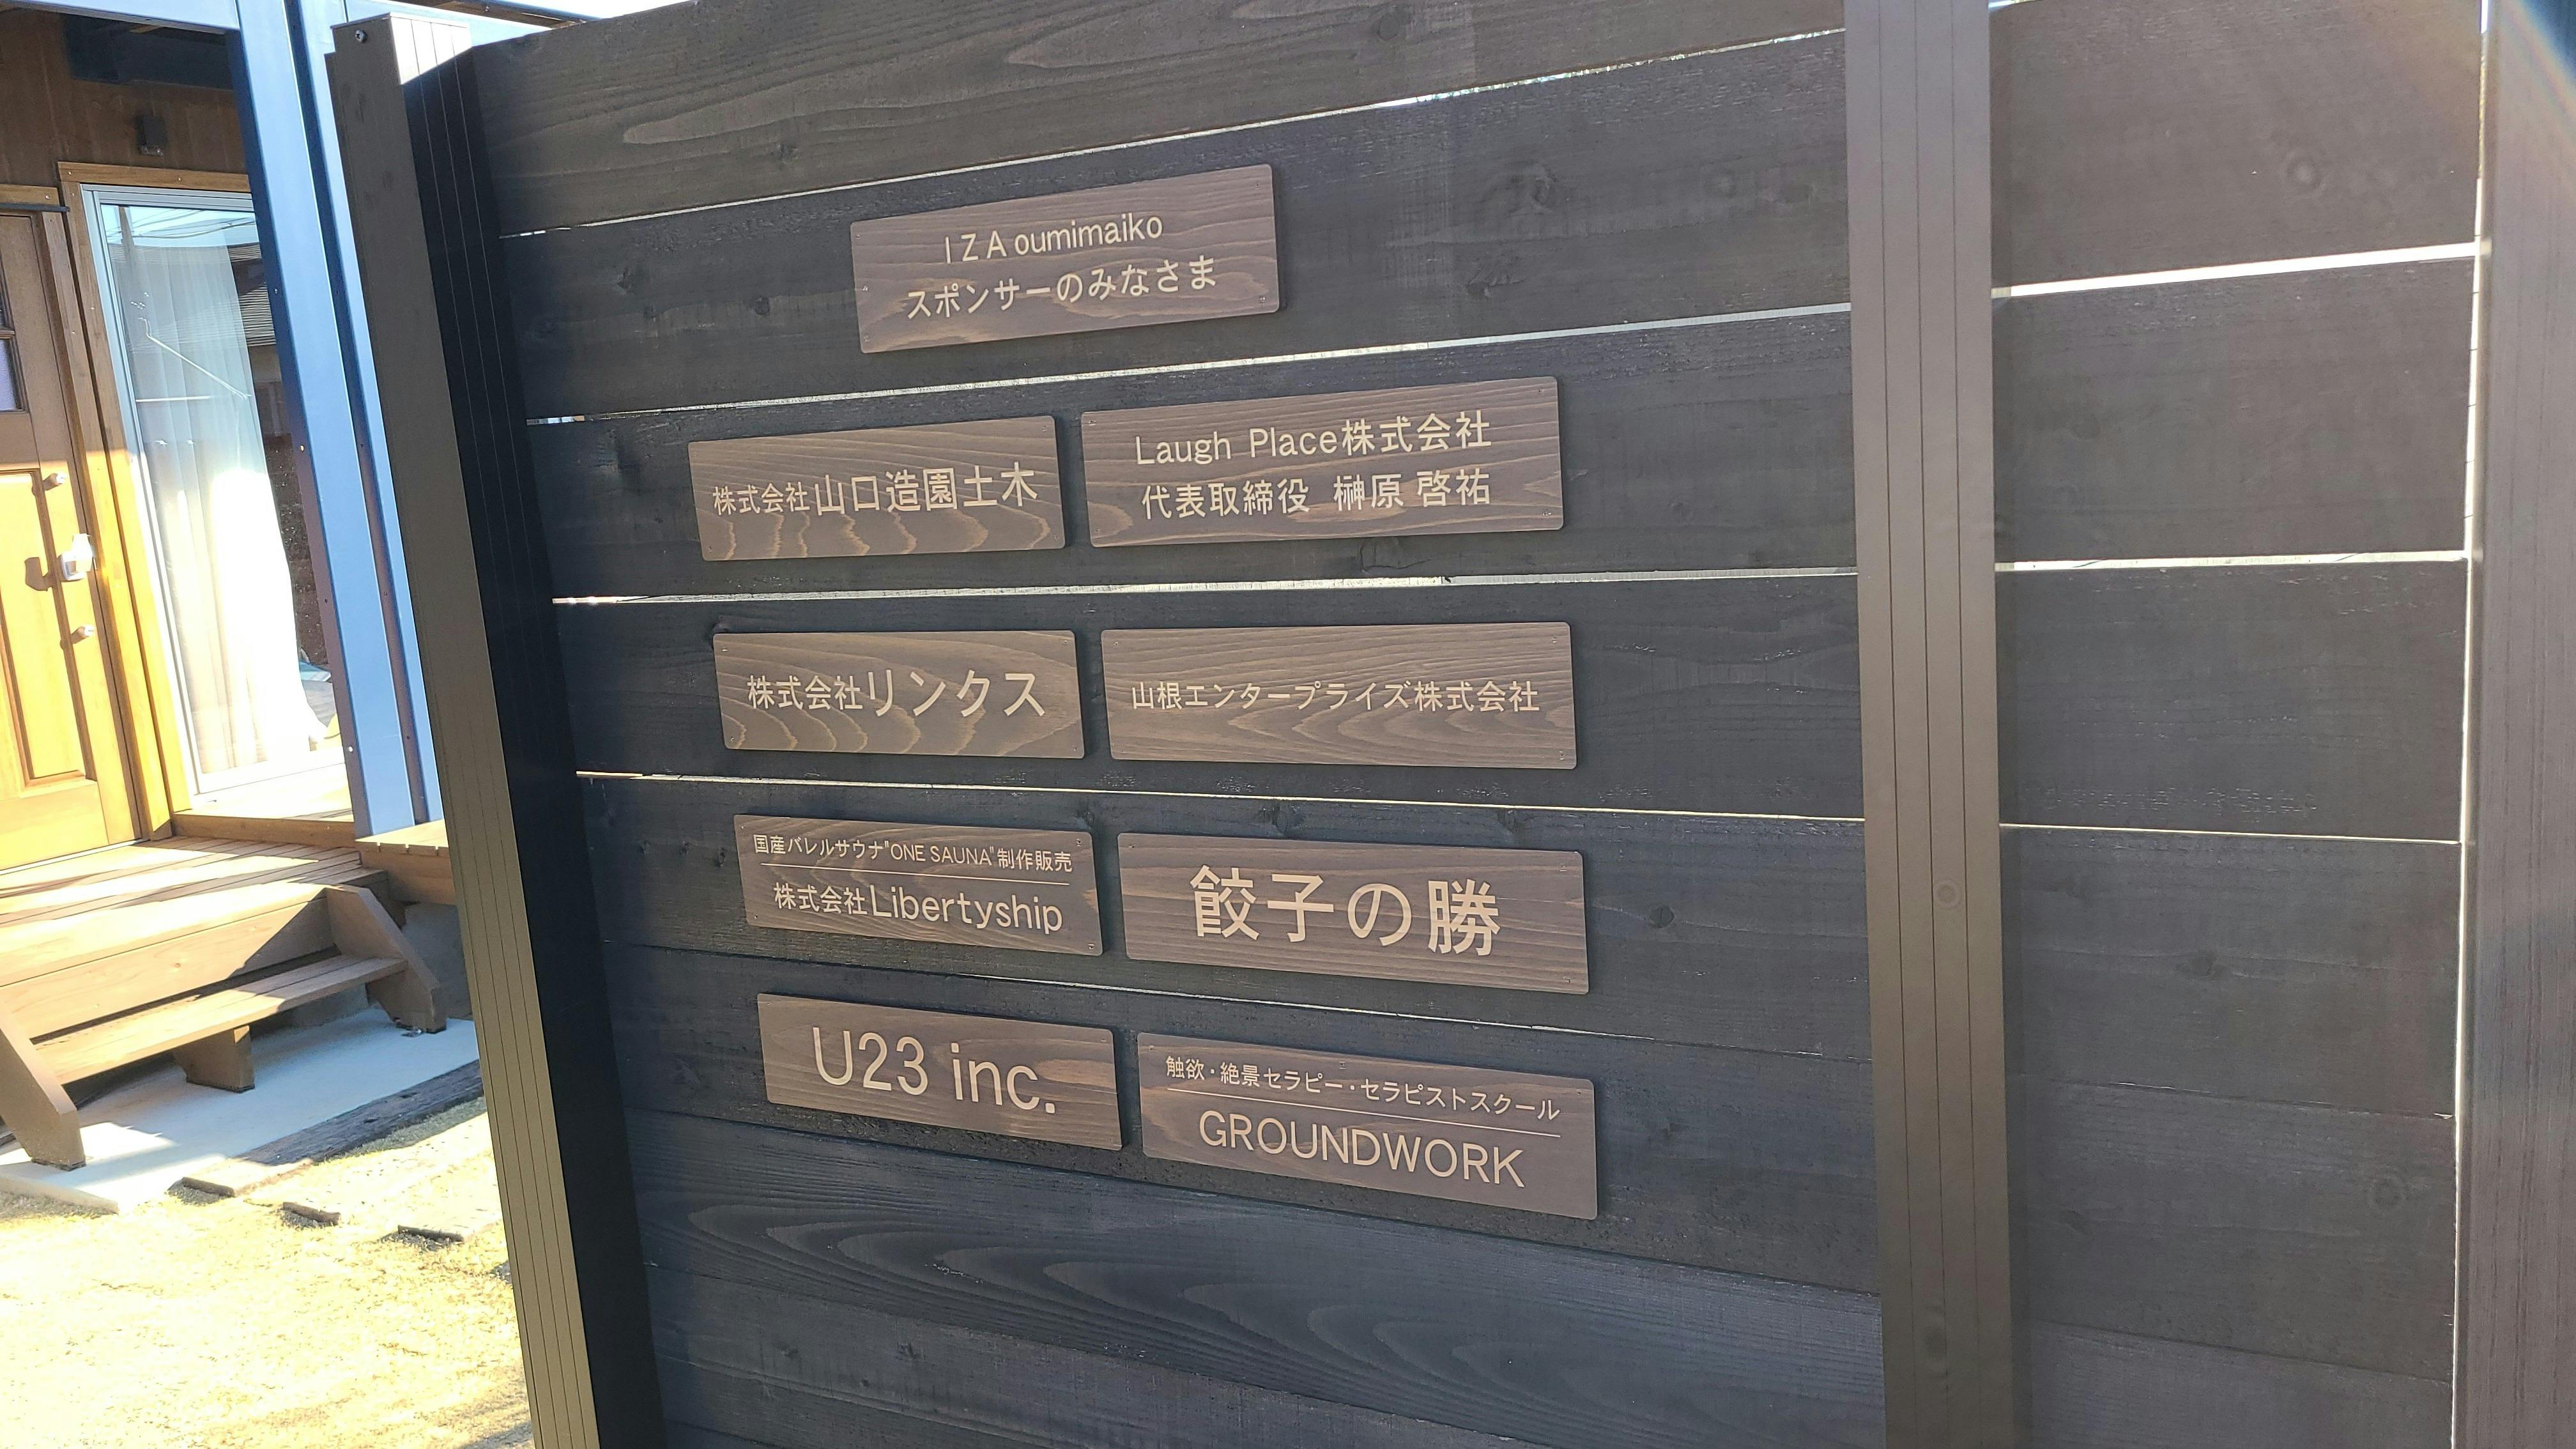 IZA oumimaiko
スポンサーのみなさま
株式会社山口造園土木
Laugh Place株式会社
代表取締役 榊原 啓祐
株式会社リンクス
山根エンタープライズ株式会社
国産バレルサウナ"ONE SAUNA"制作販売
株式会社Libertyship
餃子の勝
U23 inc.
触欲・絶景セラピー・セラピストスクール
GROUNDWORK